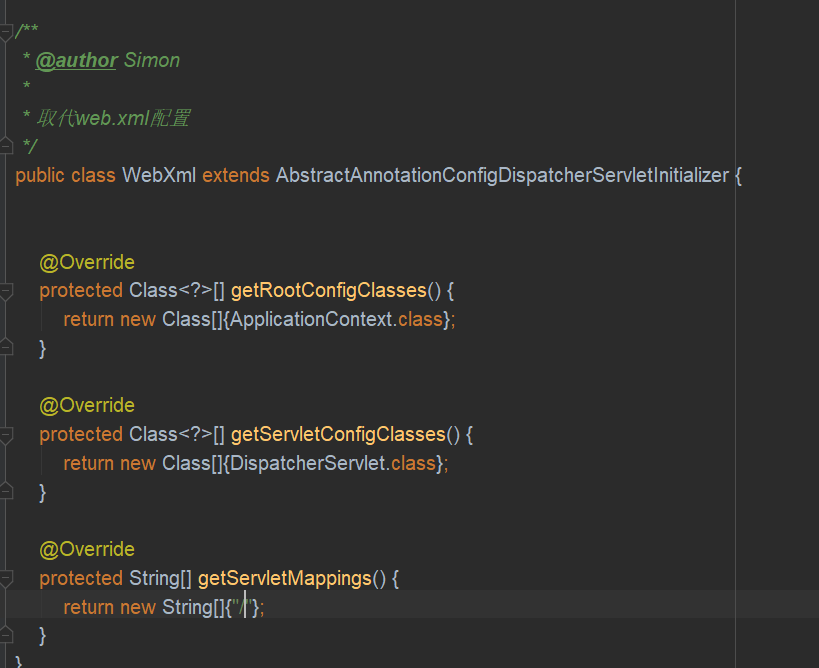 /**
* @author Simon
*
* 取代web.xml配置
*/
public class WebXml extends AbstractAnnotationConfigDispatcherServletInitializer {
@Override
protected Class<?>[] getRootConfigClasses() {
return new Class[]{ApplicationContext.class};
}
@Override
protected Class<?>[] getServletConfigClasses() {
return new Class[]{DispatcherServlet.class};
}
@Override
protected String[] getServletMappings() {
return new String[]{"/"};
}
}